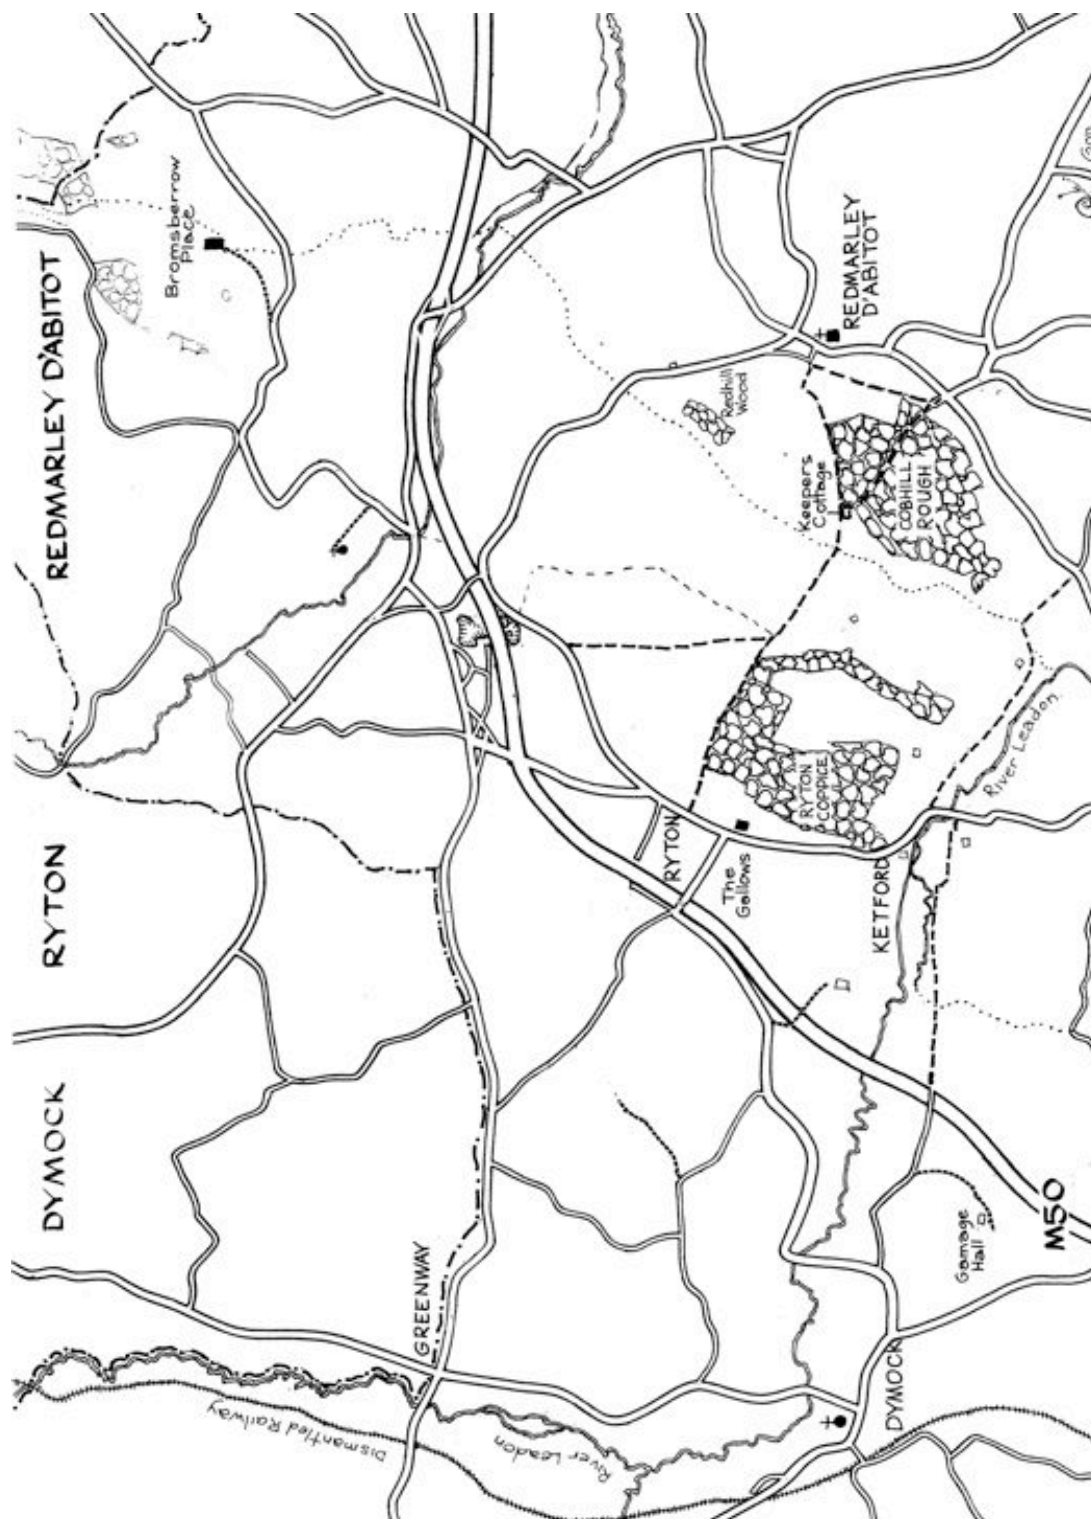 DYMOCK
RYTON
REDMARLEY D'ABITOT
Bromsberrow
Place
Dismantled Railway
River Leadon
GREENWAY
DYMOCK
Gamage
Hall
M50
KETFORD
The
Gallows
RYTON
RYTON
COPPICE
River Leadon
Keepers
Cottage
COBHILL
ROUGH
Redhill
Wood
REDMARLEY
D'ABITOT